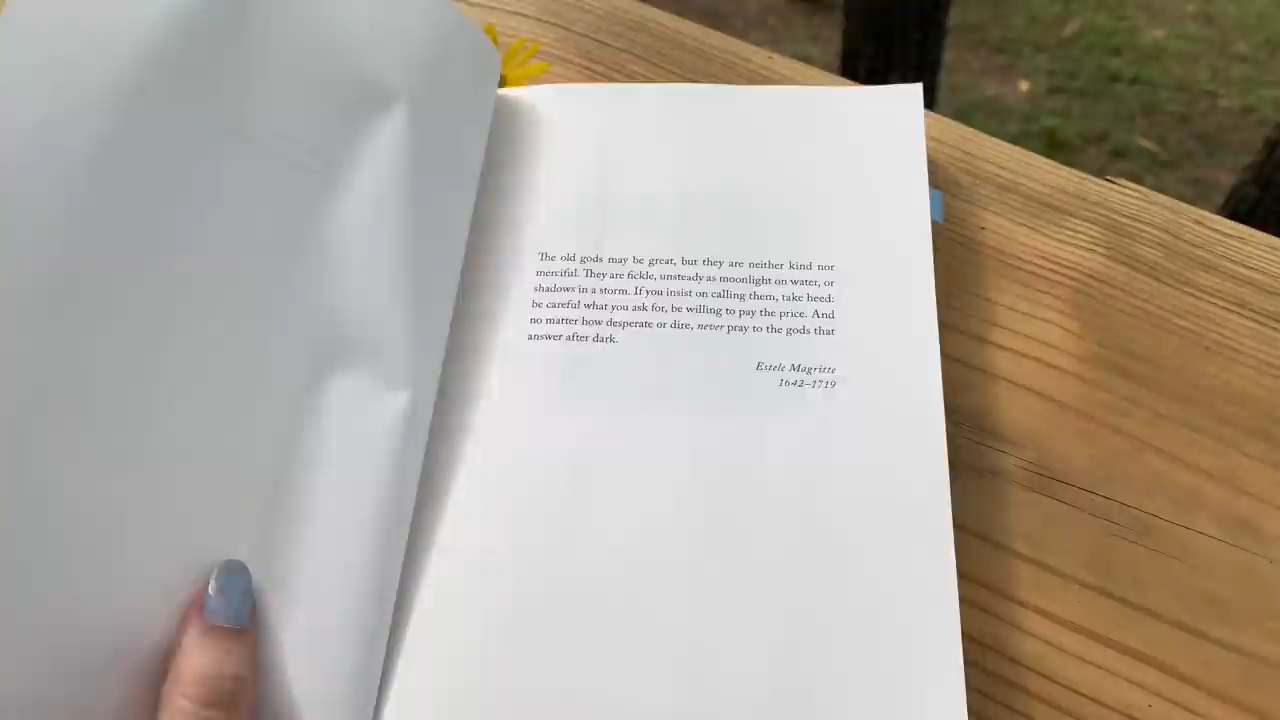 The old gods may be great, but they are neither kind nor
merciful. They are fickle, unsteady as moonlight on water, or
shadows in a storm. If you insist on calling them, take heed:
be careful what you ask for, be willing to pay the price. And
no matter how desperate or dire, never pray to the gods that
answer after dark.
Estele Magritte
1642–1719